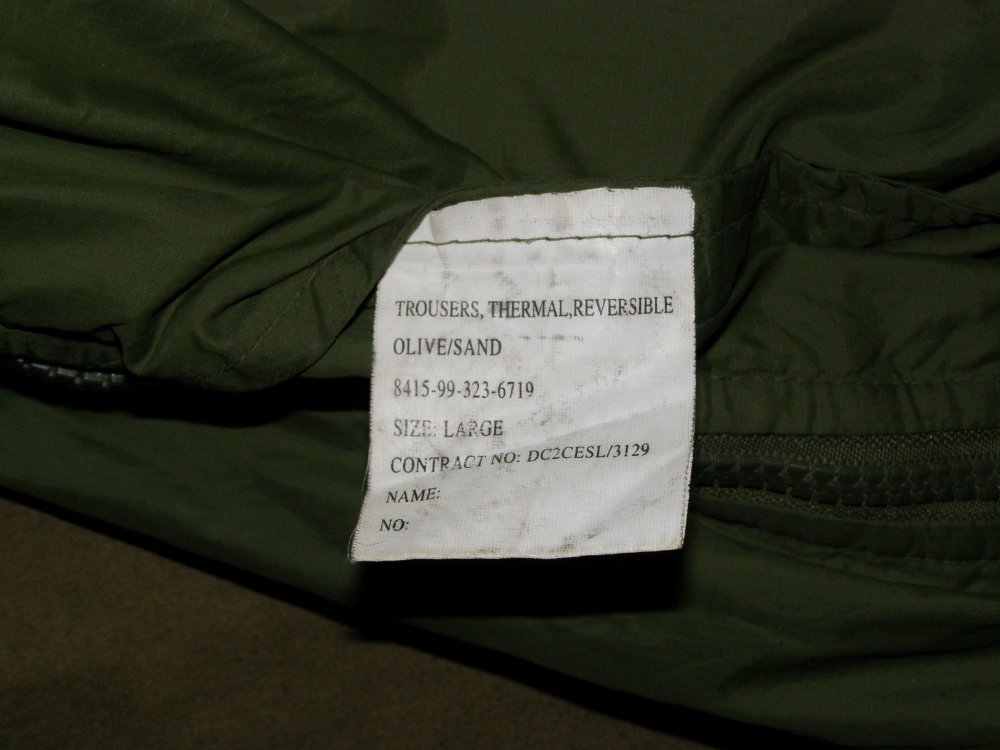 TROUSERS, THERMAL,REVERSIBLE
OLIVE/SAND
8415-99-323-6719
SIZE: LARGE
CONTRACT NO: DC2CESL/3129
NAME:
NO: